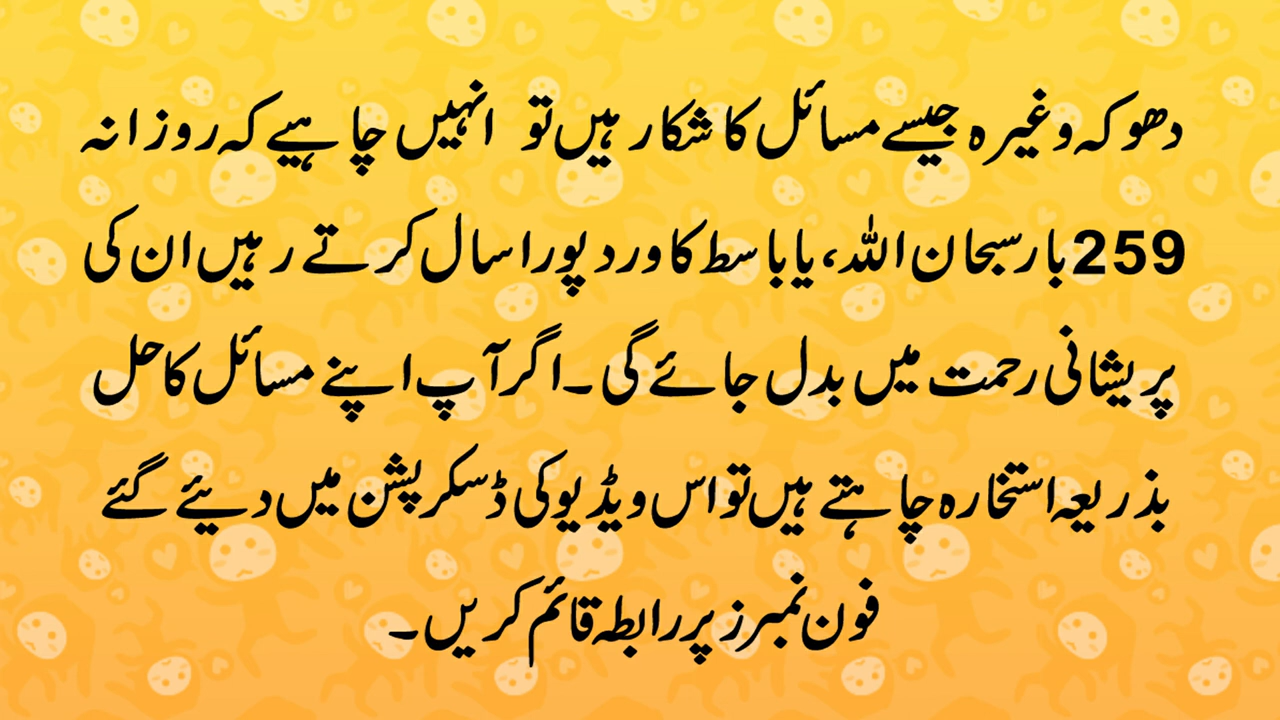 دھوکہ وغیرہ جیسے مسائل کا شکار ہیں تو انہیں چاہیے کہ روزانہ
259 بار سبحان اللہ، یا باسط کا ورد پورا سال کرتے رہیں ان کی
پریشانی رحمت میں بدل جائے گی ۔ اگر آپ اپنے مسائل کا حل
بذریعہ استخارہ چاہتے ہیں تو اس ویڈیو کی ڈسکرپشن میں دیئے گئے
فون نمبرز پر رابطہ قائم کریں ۔